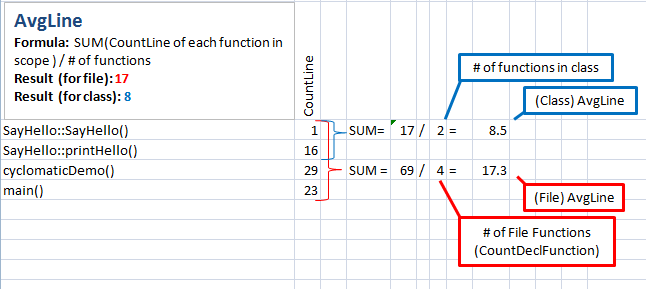 AvgLine
Formula: SUM(CountLine of each function in
scope ) / # of functions
Result (for file): 17
Result (for class): 8
CountLine
# of functions in class
(Class) AvgLine
SayHello::SayHello() 1 SUM= 17 / 2 = 8.5
SayHello::printHello() 16
cyclomaticDemo() 29 SUM = 69 / 4 = 17.3
main() 23
(File) AvgLine
# of File Functions
(CountDeclFunction)